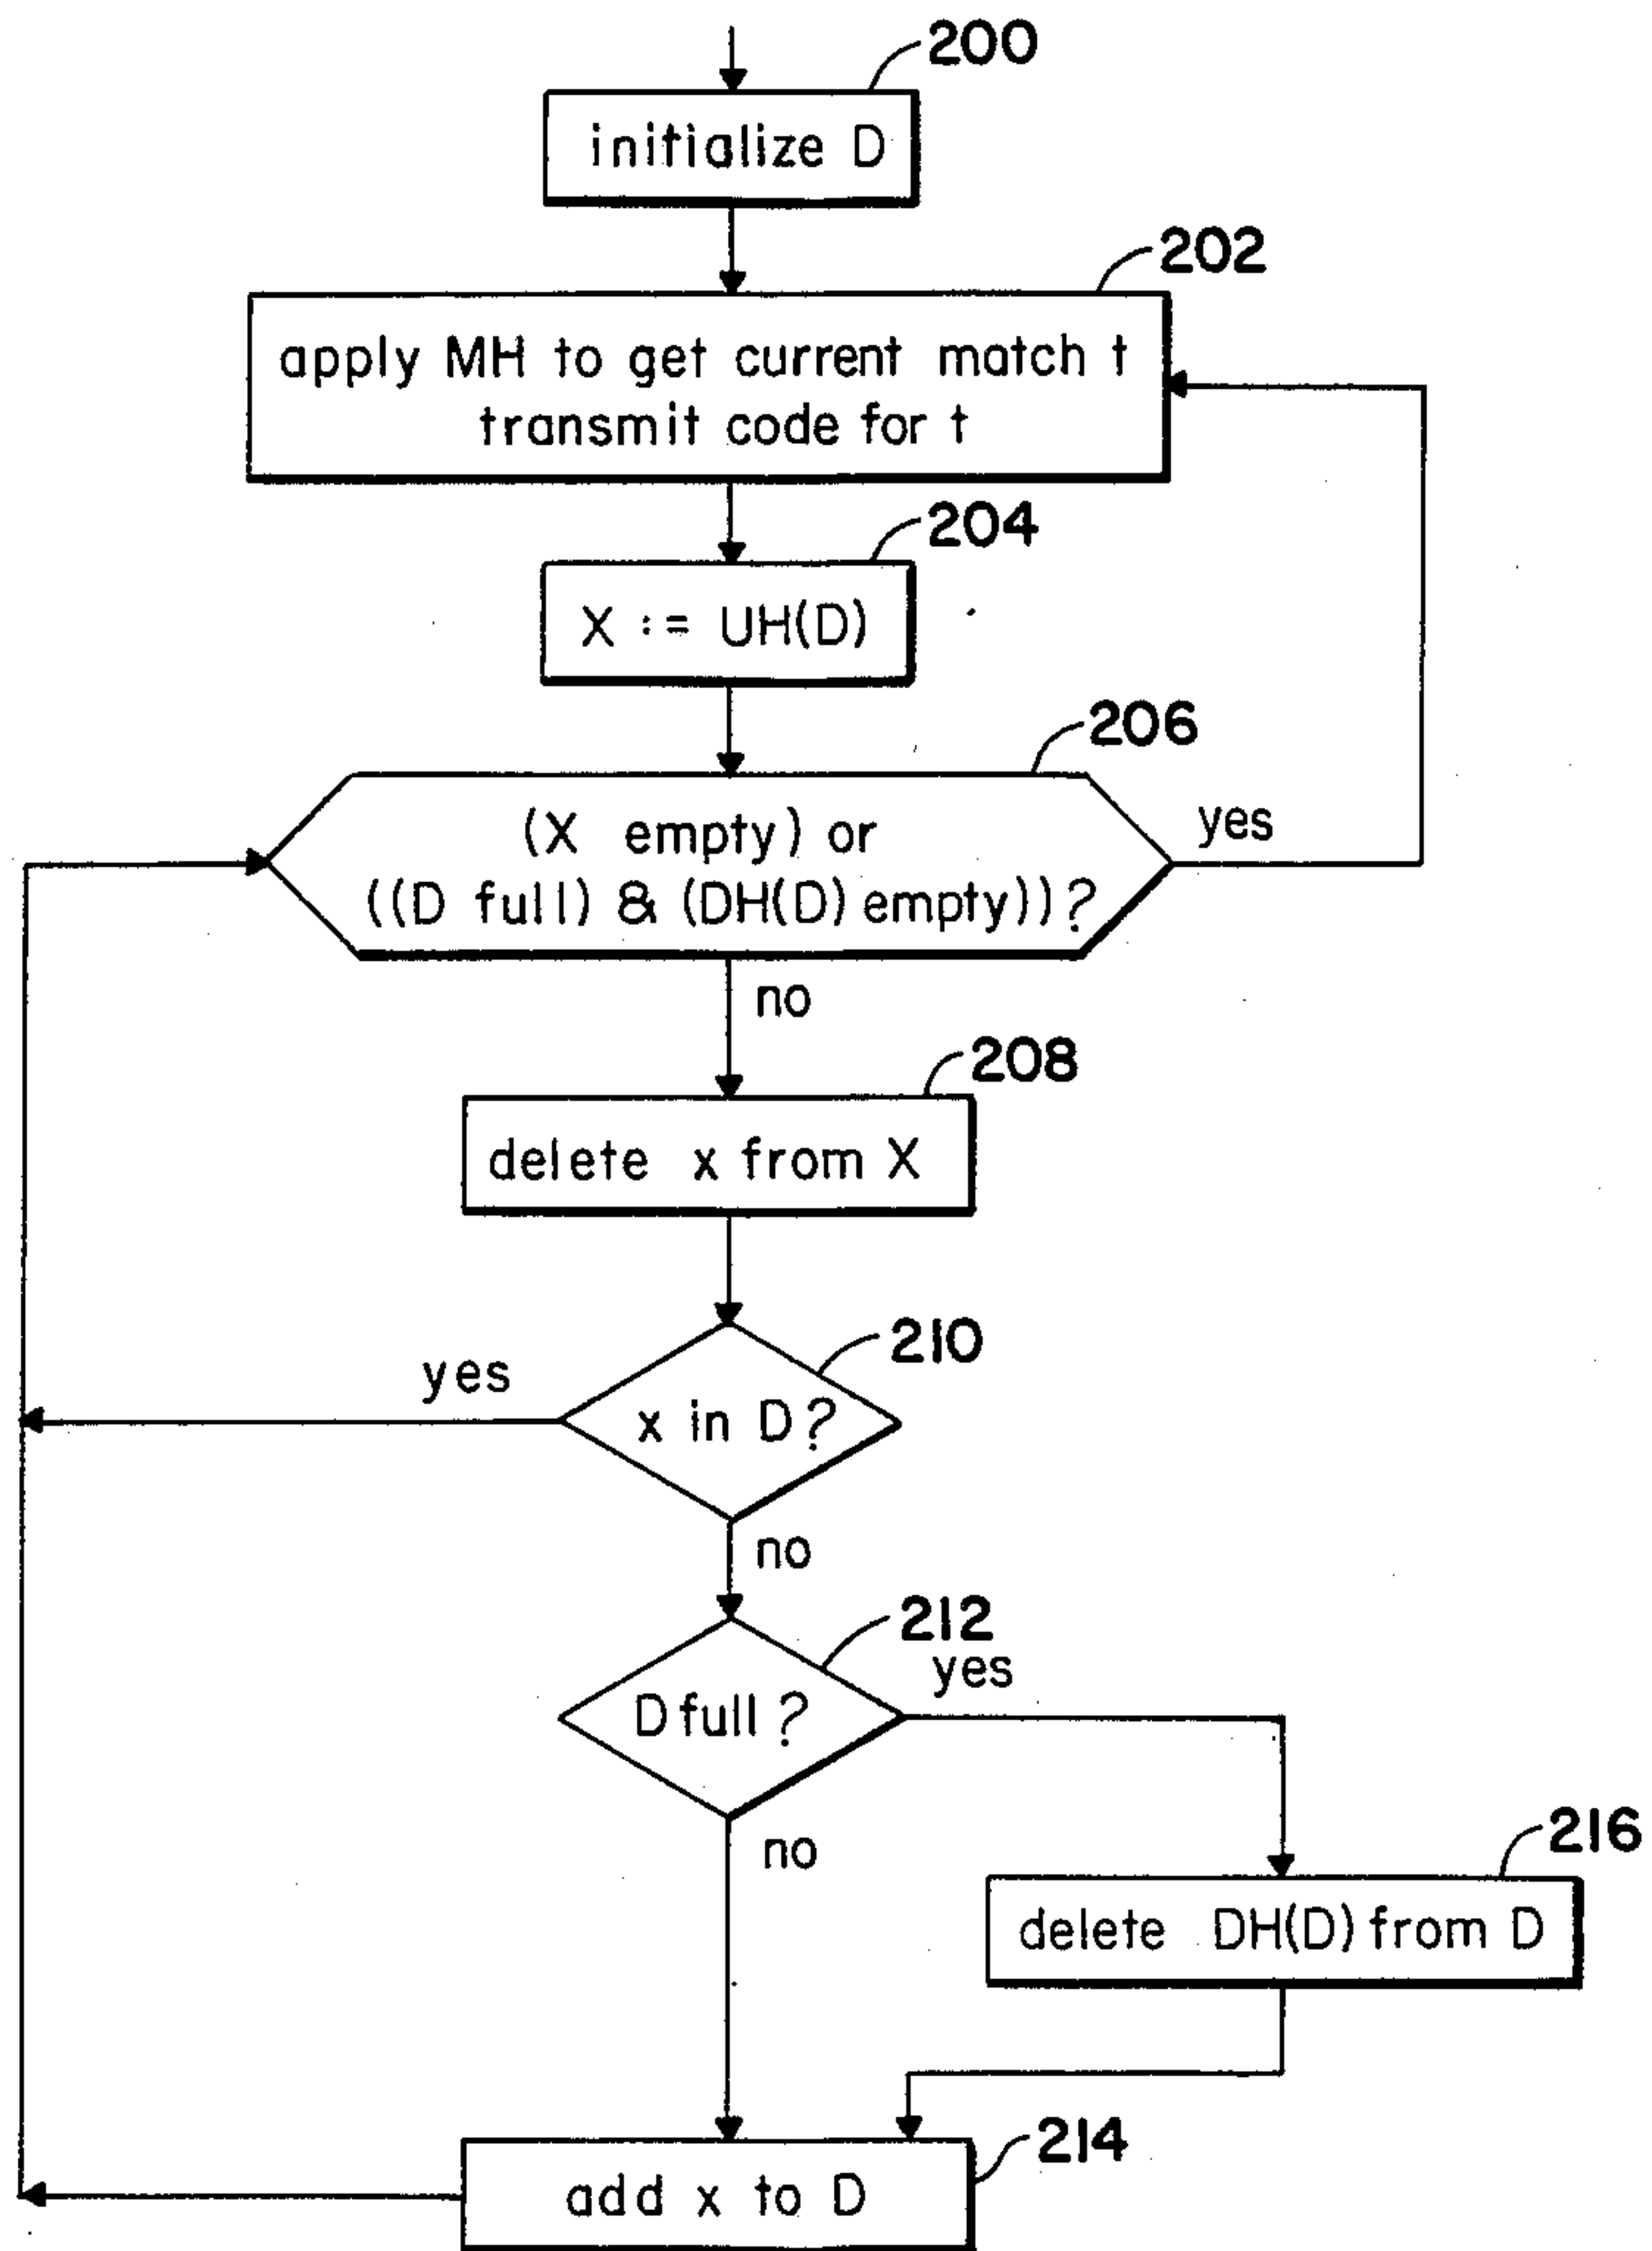 200
initialize D
202
apply MH to get current match t
transmit code for t
204
X := UH(D)
206
(X empty) or
((D full) & (DH(D) empty))?
yes
no
208
delete x from X
210
yes
x in D?
no
212
yes
D full?
no
216
delete DH(D) from D
214
add x to D